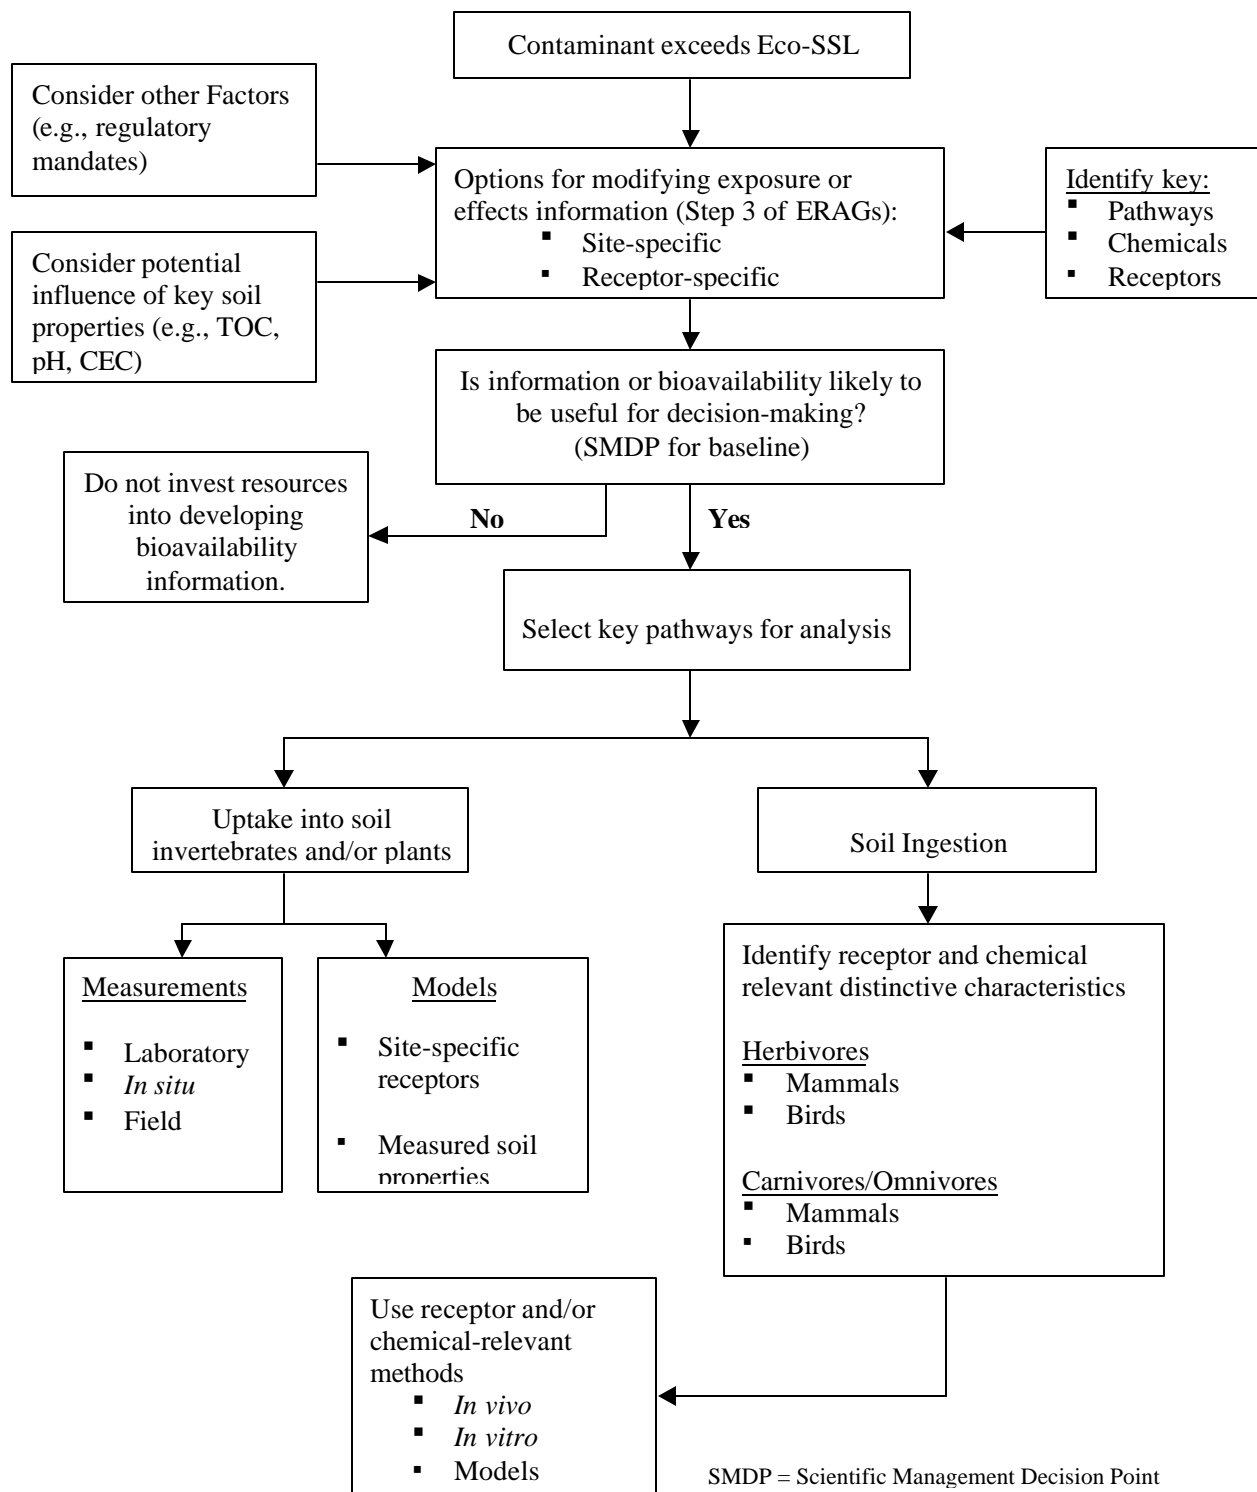 Contaminant exceeds Eco-SSL
Consider other Factors
(e.g., regulatory
mandates)
Options for modifying exposure or
effects information (Step 3 of ERAGs):
▪ Site-specific
▪ Receptor-specific
Identify key:
▪ Pathways
▪ Chemicals
▪ Receptors
Consider potential
influence of key soil
properties (e.g., TOC,
pH, CEC)
Is information or bioavailability likely to
be useful for decision-making?
(SMDP for baseline)
Do not invest resources
into developing
bioavailability
information.
No
Yes
Select key pathways for analysis
Uptake into soil
invertebrates and/or plants
Soil Ingestion
Measurements
▪ Laboratory
▪ In situ
▪ Field
Models
▪ Site-specific
receptors
▪ Measured soil
properties
Identify receptor and chemical
relevant distinctive characteristics
Herbivores
▪ Mammals
▪ Birds
Carnivores/Omnivores
▪ Mammals
▪ Birds
Use receptor and/or
chemical-relevant
methods
▪ In vivo
▪ In vitro
▪ Models
SMDP = Scientific Management Decision Point